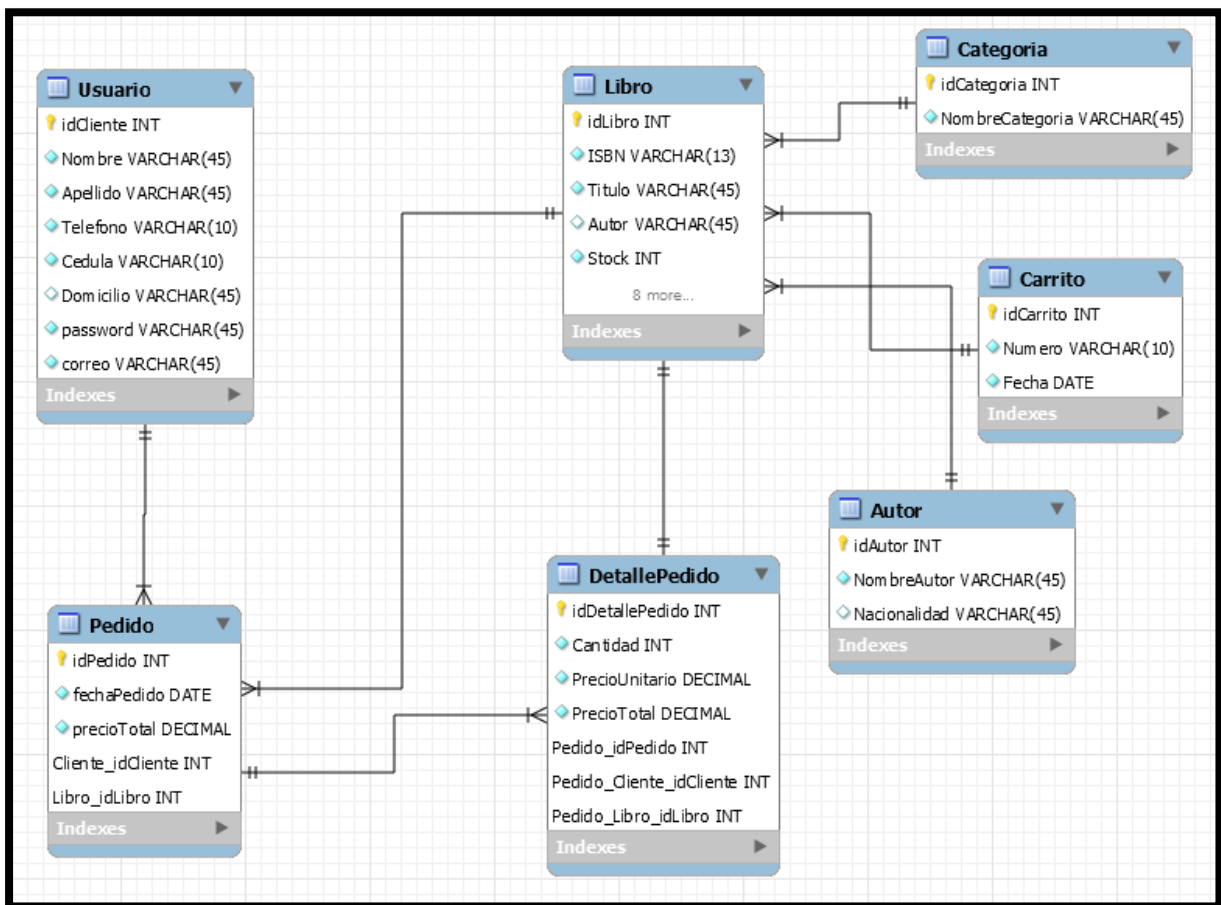 Usuario
idCliente INT
Nombre VARCHAR(45)
Apellido VARCHAR(45)
Telefono VARCHAR(10)
Cedula VARCHAR(10)
Domicilio VARCHAR(45)
password VARCHAR(45)
correo VARCHAR(45)
Indexes
Libro
idLibro INT
ISBN VARCHAR(13)
Titulo VARCHAR(45)
Autor VARCHAR(45)
Stock INT
8 more...
Indexes
Categoria
idCategoria INT
NombreCategoria VARCHAR(45)
Indexes
Carrito
idCarrito INT
Numero VARCHAR(10)
Fecha DATE
Indexes
Autor
idAutor INT
NombreAutor VARCHAR(45)
Nacionalidad VARCHAR(45)
Indexes
Pedido
idPedido INT
fechaPedido DATE
precioTotal DECIMAL
Cliente_idCliente INT
Libro_idLibro INT
Indexes
DetallePedido
idDetallePedido INT
Cantidad INT
PrecioUnitario DECIMAL
PrecioTotal DECIMAL
Pedido_idPedido INT
Pedido_Cliente_idCliente INT
Pedido_Libro_idLibro INT
Indexes